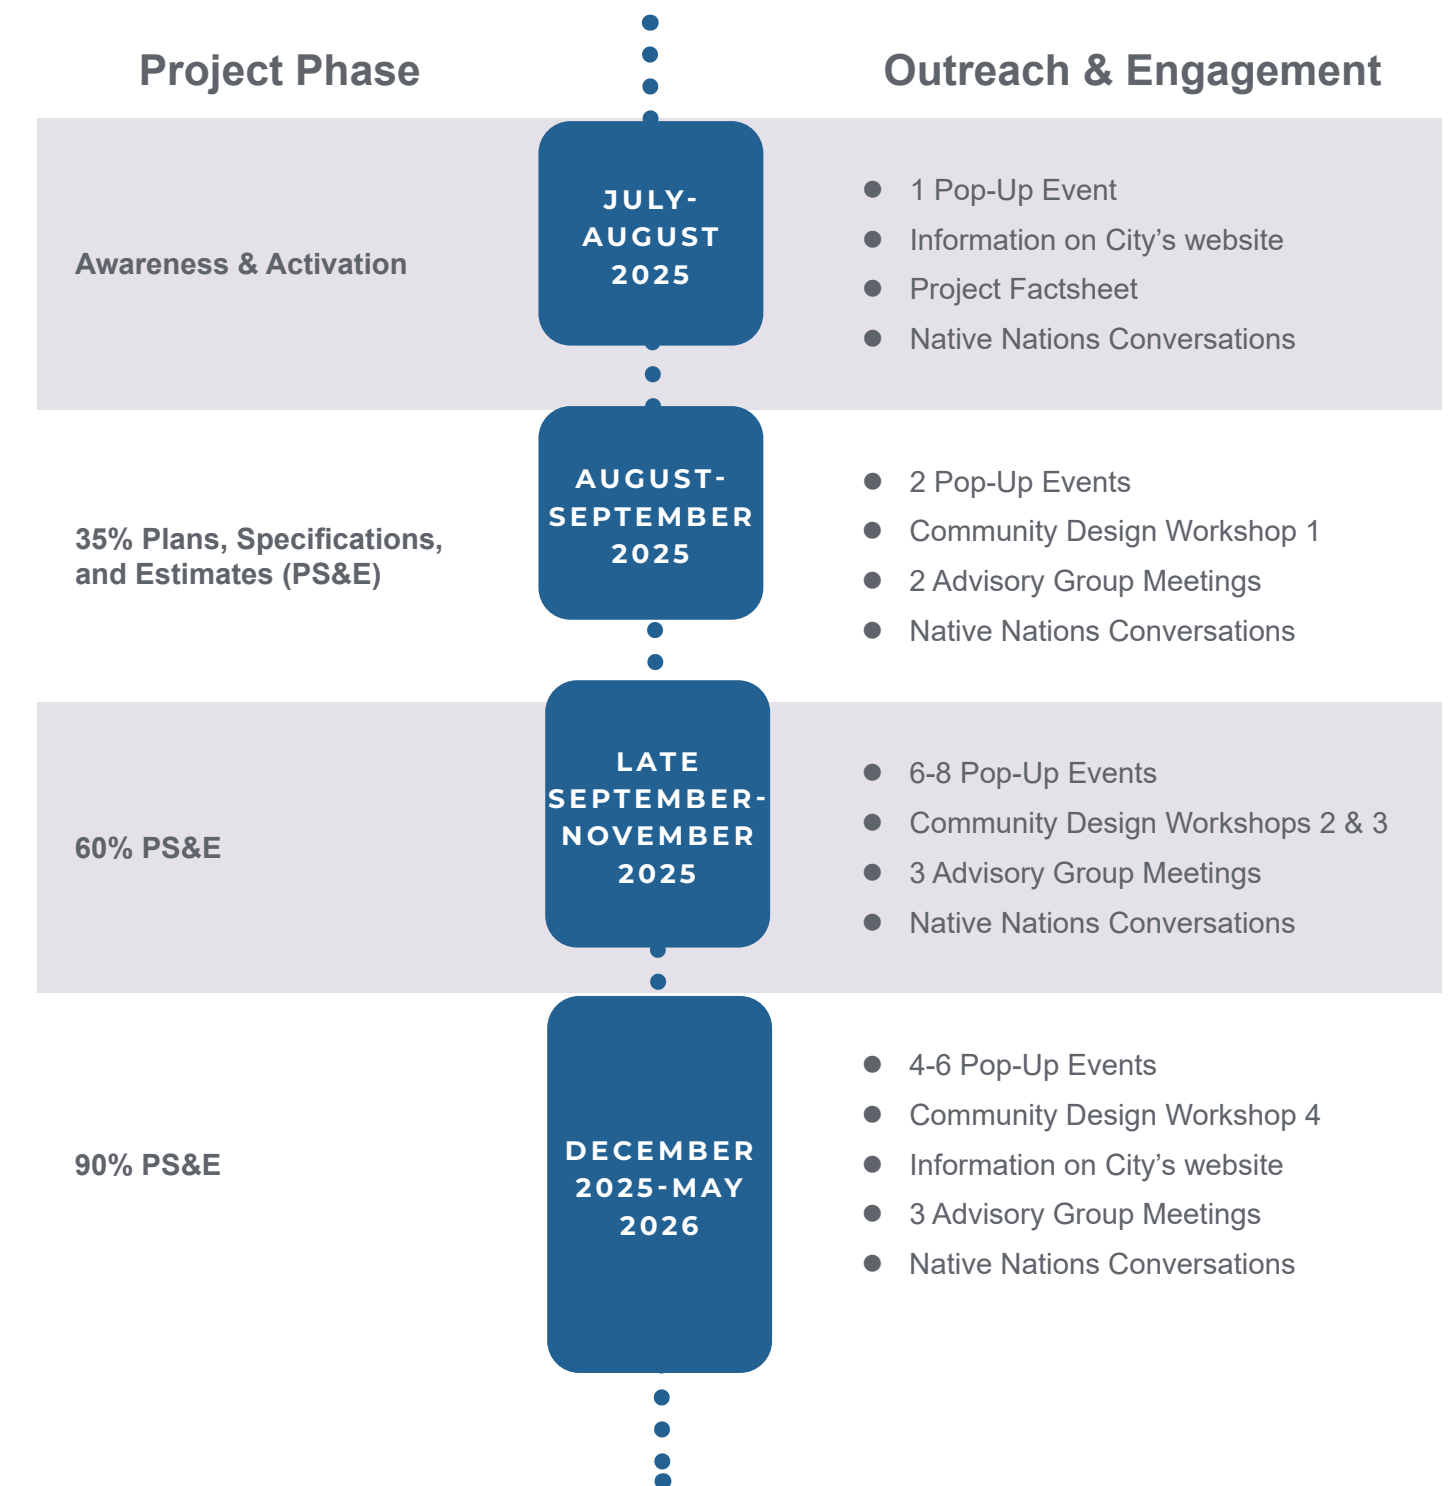 Project Phase
Outreach & Engagement
Awareness & Activation
JULY-
AUGUST
2025
● 1 Pop-Up Event
● Information on City’s website
● Project Factsheet
● Native Nations Conversations
35% Plans, Specifications,
and Estimates (PS&E)
AUGUST-
SEPTEMBER
2025
● 2 Pop-Up Events
● Community Design Workshop 1
● 2 Advisory Group Meetings
● Native Nations Conversations
60% PS&E
LATE
SEPTEMBER-
NOVEMBER
2025
● 6-8 Pop-Up Events
● Community Design Workshops 2 & 3
● 3 Advisory Group Meetings
● Native Nations Conversations
90% PS&E
DECEMBER
2025-MAY
2026
● 4-6 Pop-Up Events
● Community Design Workshop 4
● Information on City’s website
● 3 Advisory Group Meetings
● Native Nations Conversations